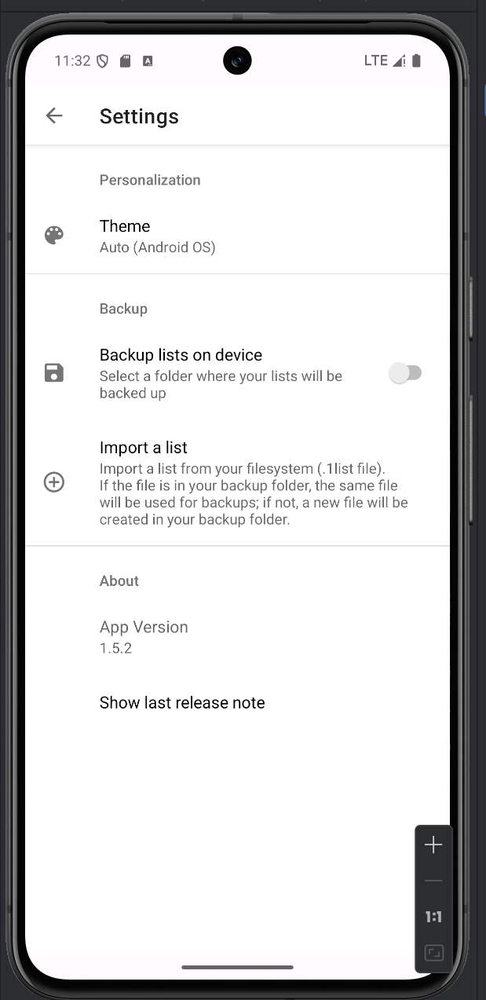 11:32
LTE
Settings
Personalization
Theme
Auto (Android OS)
Backup
Backup lists on device
Select a folder where your lists will be
backed up
Import a list
Import a list from your filesystem (.1list file).
If the file is in your backup folder, the same file
will be used for backups; if not, a new file will be
created in your backup folder.
About
App Version
1.5.2
Show last release note
1:1